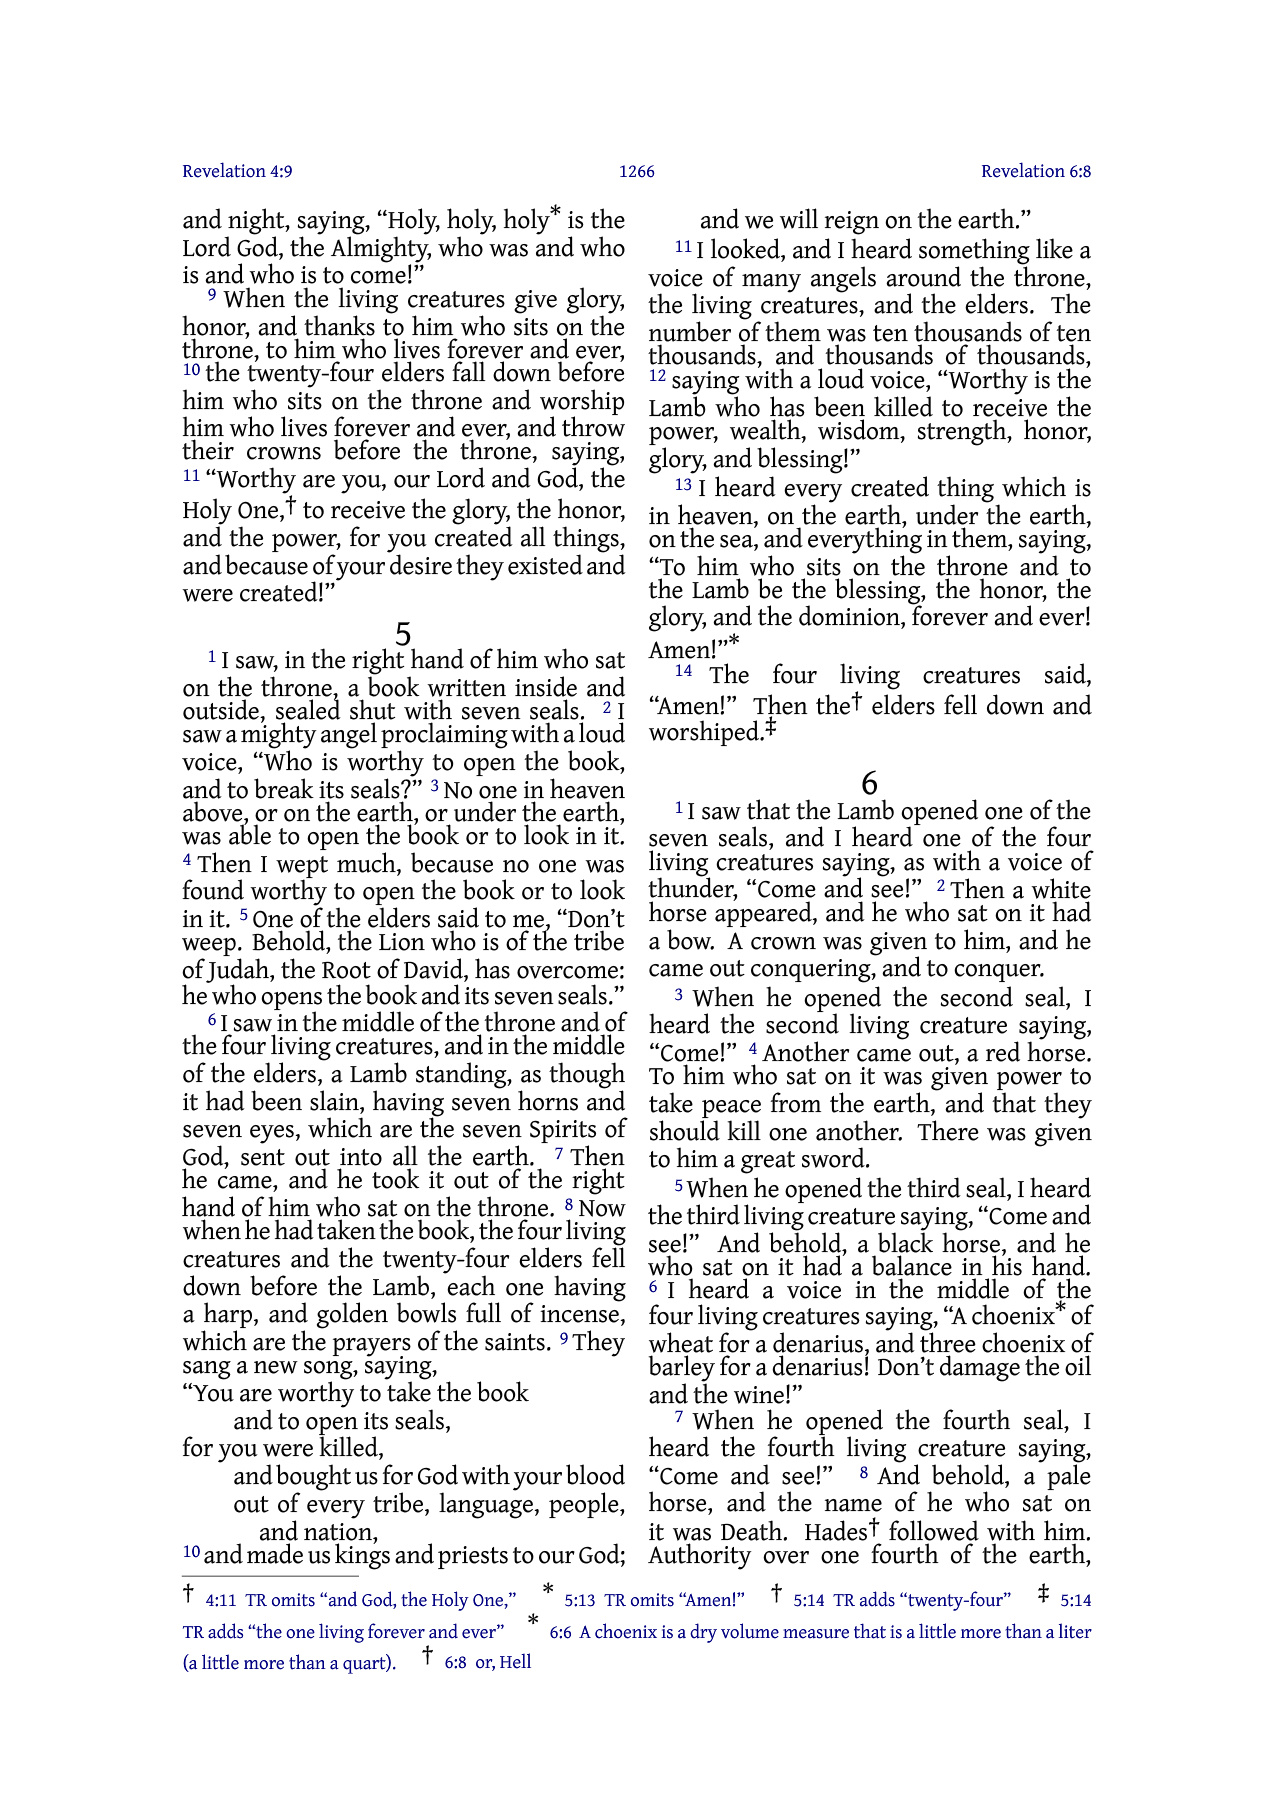 Revelation 4:9 1266 Revelation 6:8
and night, saying, “Holy, holy, holy* is the
Lord God, the Almighty, who was and who
is and who is to come!”
9 When the living creatures give glory,
honor, and thanks to him who sits on the
throne, to him who lives forever and ever,
10 the twenty-four elders fall down before
him who sits on the throne and worship
him who lives forever and ever, and throw
their crowns before the throne, saying,
11 “Worthy are you, our Lord and God, the
Holy One,† to receive the glory, the honor,
and the power, for you created all things,
and because of your desire they existed and
were created!”
5
1 I saw, in the right hand of him who sat
on the throne, a book written inside and
outside, sealed shut with seven seals. 2 I
saw a mighty angel proclaiming with a loud
voice, “Who is worthy to open the book,
and to break its seals?” 3 No one in heaven
above, or on the earth, or under the earth,
was able to open the book or to look in it.
4 Then I wept much, because no one was
found worthy to open the book or to look
in it. 5 One of the elders said to me, “Don’t
weep. Behold, the Lion who is of the tribe
of Judah, the Root of David, has overcome:
he who opens the book and its seven seals.”
6 I saw in the middle of the throne and of
the four living creatures, and in the middle
of the elders, a Lamb standing, as though
it had been slain, having seven horns and
seven eyes, which are the seven Spirits of
God, sent out into all the earth. 7 Then
he came, and he took it out of the right
hand of him who sat on the throne. 8 Now
when he had taken the book, the four living
creatures and the twenty-four elders fell
down before the Lamb, each one having
a harp, and golden bowls full of incense,
which are the prayers of the saints. 9 They
sang a new song, saying,
“You are worthy to take the book
and to open its seals,
for you were killed,
and bought us for God with your blood
out of every tribe, language, people,
and nation,
10 and made us kings and priests to our God;
and we will reign on the earth.”
11 I looked, and I heard something like a
voice of many angels around the throne,
the living creatures, and the elders. The
number of them was ten thousands of ten
thousands, and thousands of thousands,
12 saying with a loud voice, “Worthy is the
Lamb who has been killed to receive the
power, wealth, wisdom, strength, honor,
glory, and blessing!”
13 I heard every created thing which is
in heaven, on the earth, under the earth,
on the sea, and everything in them, saying,
“To him who sits on the throne and to
the Lamb be the blessing, the honor, the
glory, and the dominion, forever and ever!
Amen!”*
14 The four living creatures said,
“Amen!” Then the† elders fell down and
worshiped.‡
6
1 I saw that the Lamb opened one of the
seven seals, and I heard one of the four
living creatures saying, as with a voice of
thunder, “Come and see!” 2 Then a white
horse appeared, and he who sat on it had
a bow. A crown was given to him, and he
came out conquering, and to conquer.
3 When he opened the second seal, I
heard the second living creature saying,
“Come!” 4 Another came out, a red horse.
To him who sat on it was given power to
take peace from the earth, and that they
should kill one another. There was given
to him a great sword.
5 When he opened the third seal, I heard
the third living creature saying, “Come and
see!” And behold, a black horse, and he
who sat on it had a balance in his hand.
6 I heard a voice in the middle of the
four living creatures saying, “A choenix* of
wheat for a denarius, and three choenix of
barley for a denarius! Don’t damage the oil
and the wine!”
7 When he opened the fourth seal, I
heard the fourth living creature saying,
“Come and see!” 8 And behold, a pale
horse, and the name of he who sat on
it was Death. Hades† followed with him.
Authority over one fourth of the earth,
† 4:11 TR omits “and God, the Holy One,” * 5:13 TR omits “Amen!” † 5:14 TR adds “twenty-four” ‡ 5:14
TR adds “the one living forever and ever” * 6:6 A choenix is a dry volume measure that is a little more than a liter
(a little more than a quart). † 6:8 or, Hell